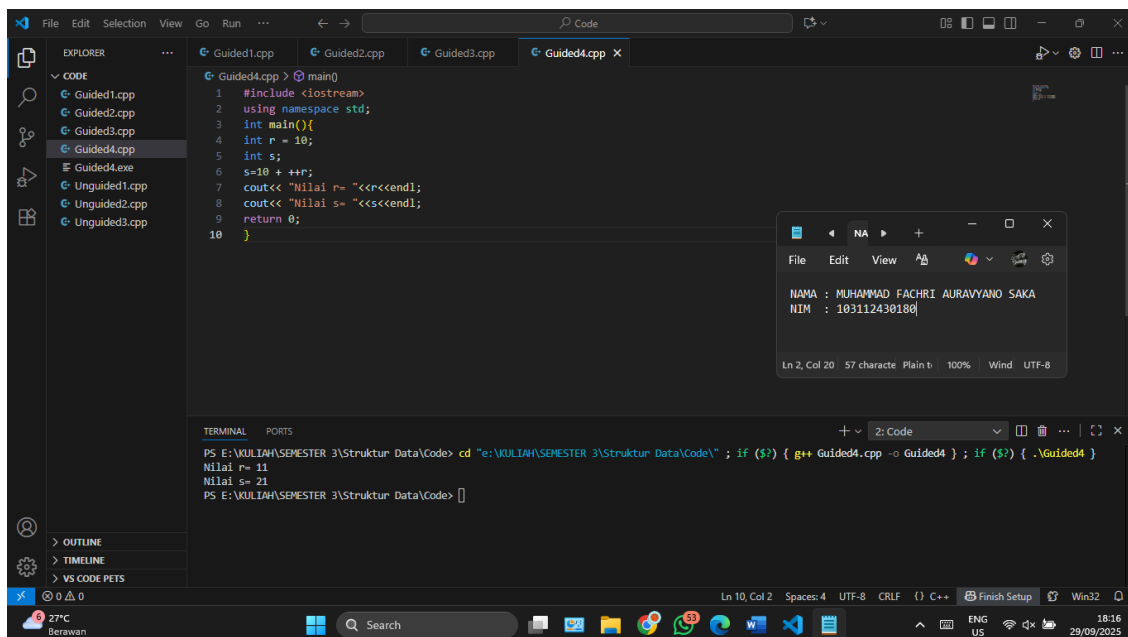 File Edit Selection View Go Run ··· Code
EXPLORER ···
CODE
Guided1.cpp
Guided2.cpp
Guided3.cpp
Guided4.cpp
Guided4.exe
Unguided1.cpp
Unguided2.cpp
Unguided3.cpp
OUTLINE
TIMELINE
VS CODE PETS
Guided1.cpp Guided2.cpp Guided3.cpp Guided4.cpp
Guided4.cpp > main()
1 #include <iostream>
2 using namespace std;
3 int main(){
4 int r = 10;
5 int s;
6 s=10 + ++r;
7 cout<< "Nilai r= "<<r<<endl;
8 cout<< "Nilai s= "<<s<<endl;
9 return 0;
10 }
NA
File Edit View
NAMA : MUHAMMAD FACHRI AURAVYANO SAKA
NIM : 103112430180
Ln 2, Col 20 57 characte Plain t 100% Wind UTF-8
TERMINAL PORTS 2: Code
PS E:\KULIAH\SEMESTER 3\Struktur Data\Code> cd "e:\KULIAH\SEMESTER 3\Struktur Data\Code\" ; if ($?) { g++ Guided4.cpp -o Guided4 } ; if ($?) { .\Guided4 }
Nilai r= 11
Nilai s= 21
PS E:\KULIAH\SEMESTER 3\Struktur Data\Code>
0 0 Ln 10, Col 2 Spaces: 4 UTF-8 CRLF {} C++ Finish Setup Win32
6 27°C Berawan
Search
53
ENG US
18:16
29/09/2025